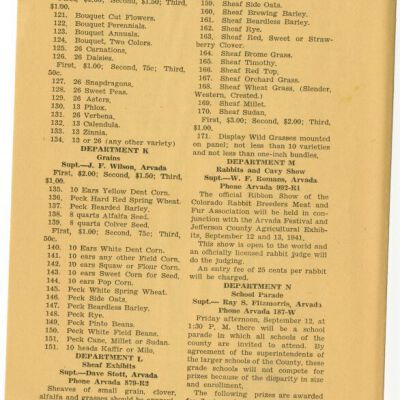 First, $2.00; Second, $1.50; Third,
$1.00.
121. Bouquet Cut Flowers.
122. Bouquet Perennials.
123. Bouquet Annuals.
124. Bouquet, Two Colors.
125. 26 Carnations,
126. 26 Daisies.
First, $1.00; Second, 75c; Third,
50c.
127. 26 Snapdragons,
128. 26 Sweet Peas.
129. 26 Asters,
130. 13 Phlox.
131. 26 Verbena,
132. 13 Calendula.
133. 13 Zinnia.
134. 13 or 26 (any other variety)
DEPARTMENT K
Grains
Supt.—J. F. Wilson, Arvada
First, $2.00; Second, $1.50; Third,
$1.00.
135. 10 Ears Yellow Dent Corn.
136. Peck Hard Red Spring Wheat.
137. Peck Bearded Barley.
138. 8 quarts Alfalfa Seed.
139. 8 quarts Colver Seed.
First, $1.00; Second, 75c; Third,
50c.
140. 10 Ears White Dent Corn.
141. 10 ears any other Field Corn.
142. 10 ears Squaw or Flour Corn.
143. 10 ears Sweet Corn for Seed.
144. 10 ears Pop Corn.
145. Peck White Spring Wheat.
146. Peck Side Oats.
147. Peck Beardless Barley.
148. Peck Rye.
149. Peck Pinto Beans.
150. Peck White Field Beans.
151. Peck Cane, Millet or Sudan.
151. 10 heads Kaffir or Milo,
DEPARTMENT L
Sheaf Exhibits
Supt.—Dave Stott, Arvada
Phone Arvada 879-R2
Sheaves of small grain, clover,
alfalfa and grasses should be
159. Sheaf Side Oats.
160. Sheaf Brewing Barley.
161. Sheaf Beardless Barley.
162. Sheaf Rye.
163. Sheaf Red, Sweet or Straw-
berry Clover.
164. Sheaf Brome Grass.
165. Sheaf Timothy.
166. Sheaf Red Top,
167. Sheaf Orchard Grass.
168. Sheaf Wheat Grass, (Slender,
Western, Created.)
169. Sheaf Millet.
170. Sheaf Sudan,
First, $3.00; Second, $2.00; Third,
$1.00.
171. Display Wild Grasses mounted
on panel; not less than 10 varieties
and not less than one-inch bundles,
DEPARTMENT M
Rabbits and Cavy Show
Supt.—W. F. Romans, Arvada
Phone Arvada 992-R1
The official Ribbon Show of the
Colorado Rabbit Breeders Meat and
Fur Association will be held in con-
junction with the Arvada Festival and
Jefferson County Agricultural Exhib-
its, September 12 and 13, 1941.
This show is open to the world and
an officially licensed rabbit judge will
do the judging.
An entry fee of 25 cents per rabbit
will be charged.
DEPARTMENT N
School Parade
Supt.— Ray S. Fitzmorris, Arvada
Phone Arvada 187-W
Friday afternoon, September 12, at
1:30 P, M. there will be a school
parade in which all schools of the
county are invited to attend. By
agreement of the superintendents of
the larger schools of the County, these
grade schools will not compete for
prizes because of the disparity in size
and enrollment.
The following prizes are awarded